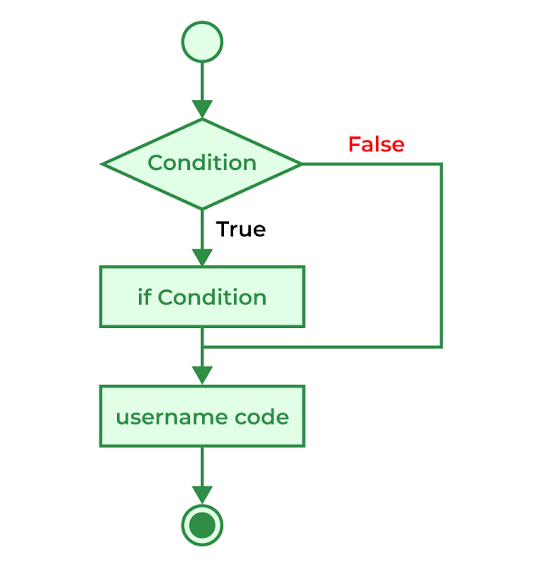 Condition
False
True
if Condition
username code